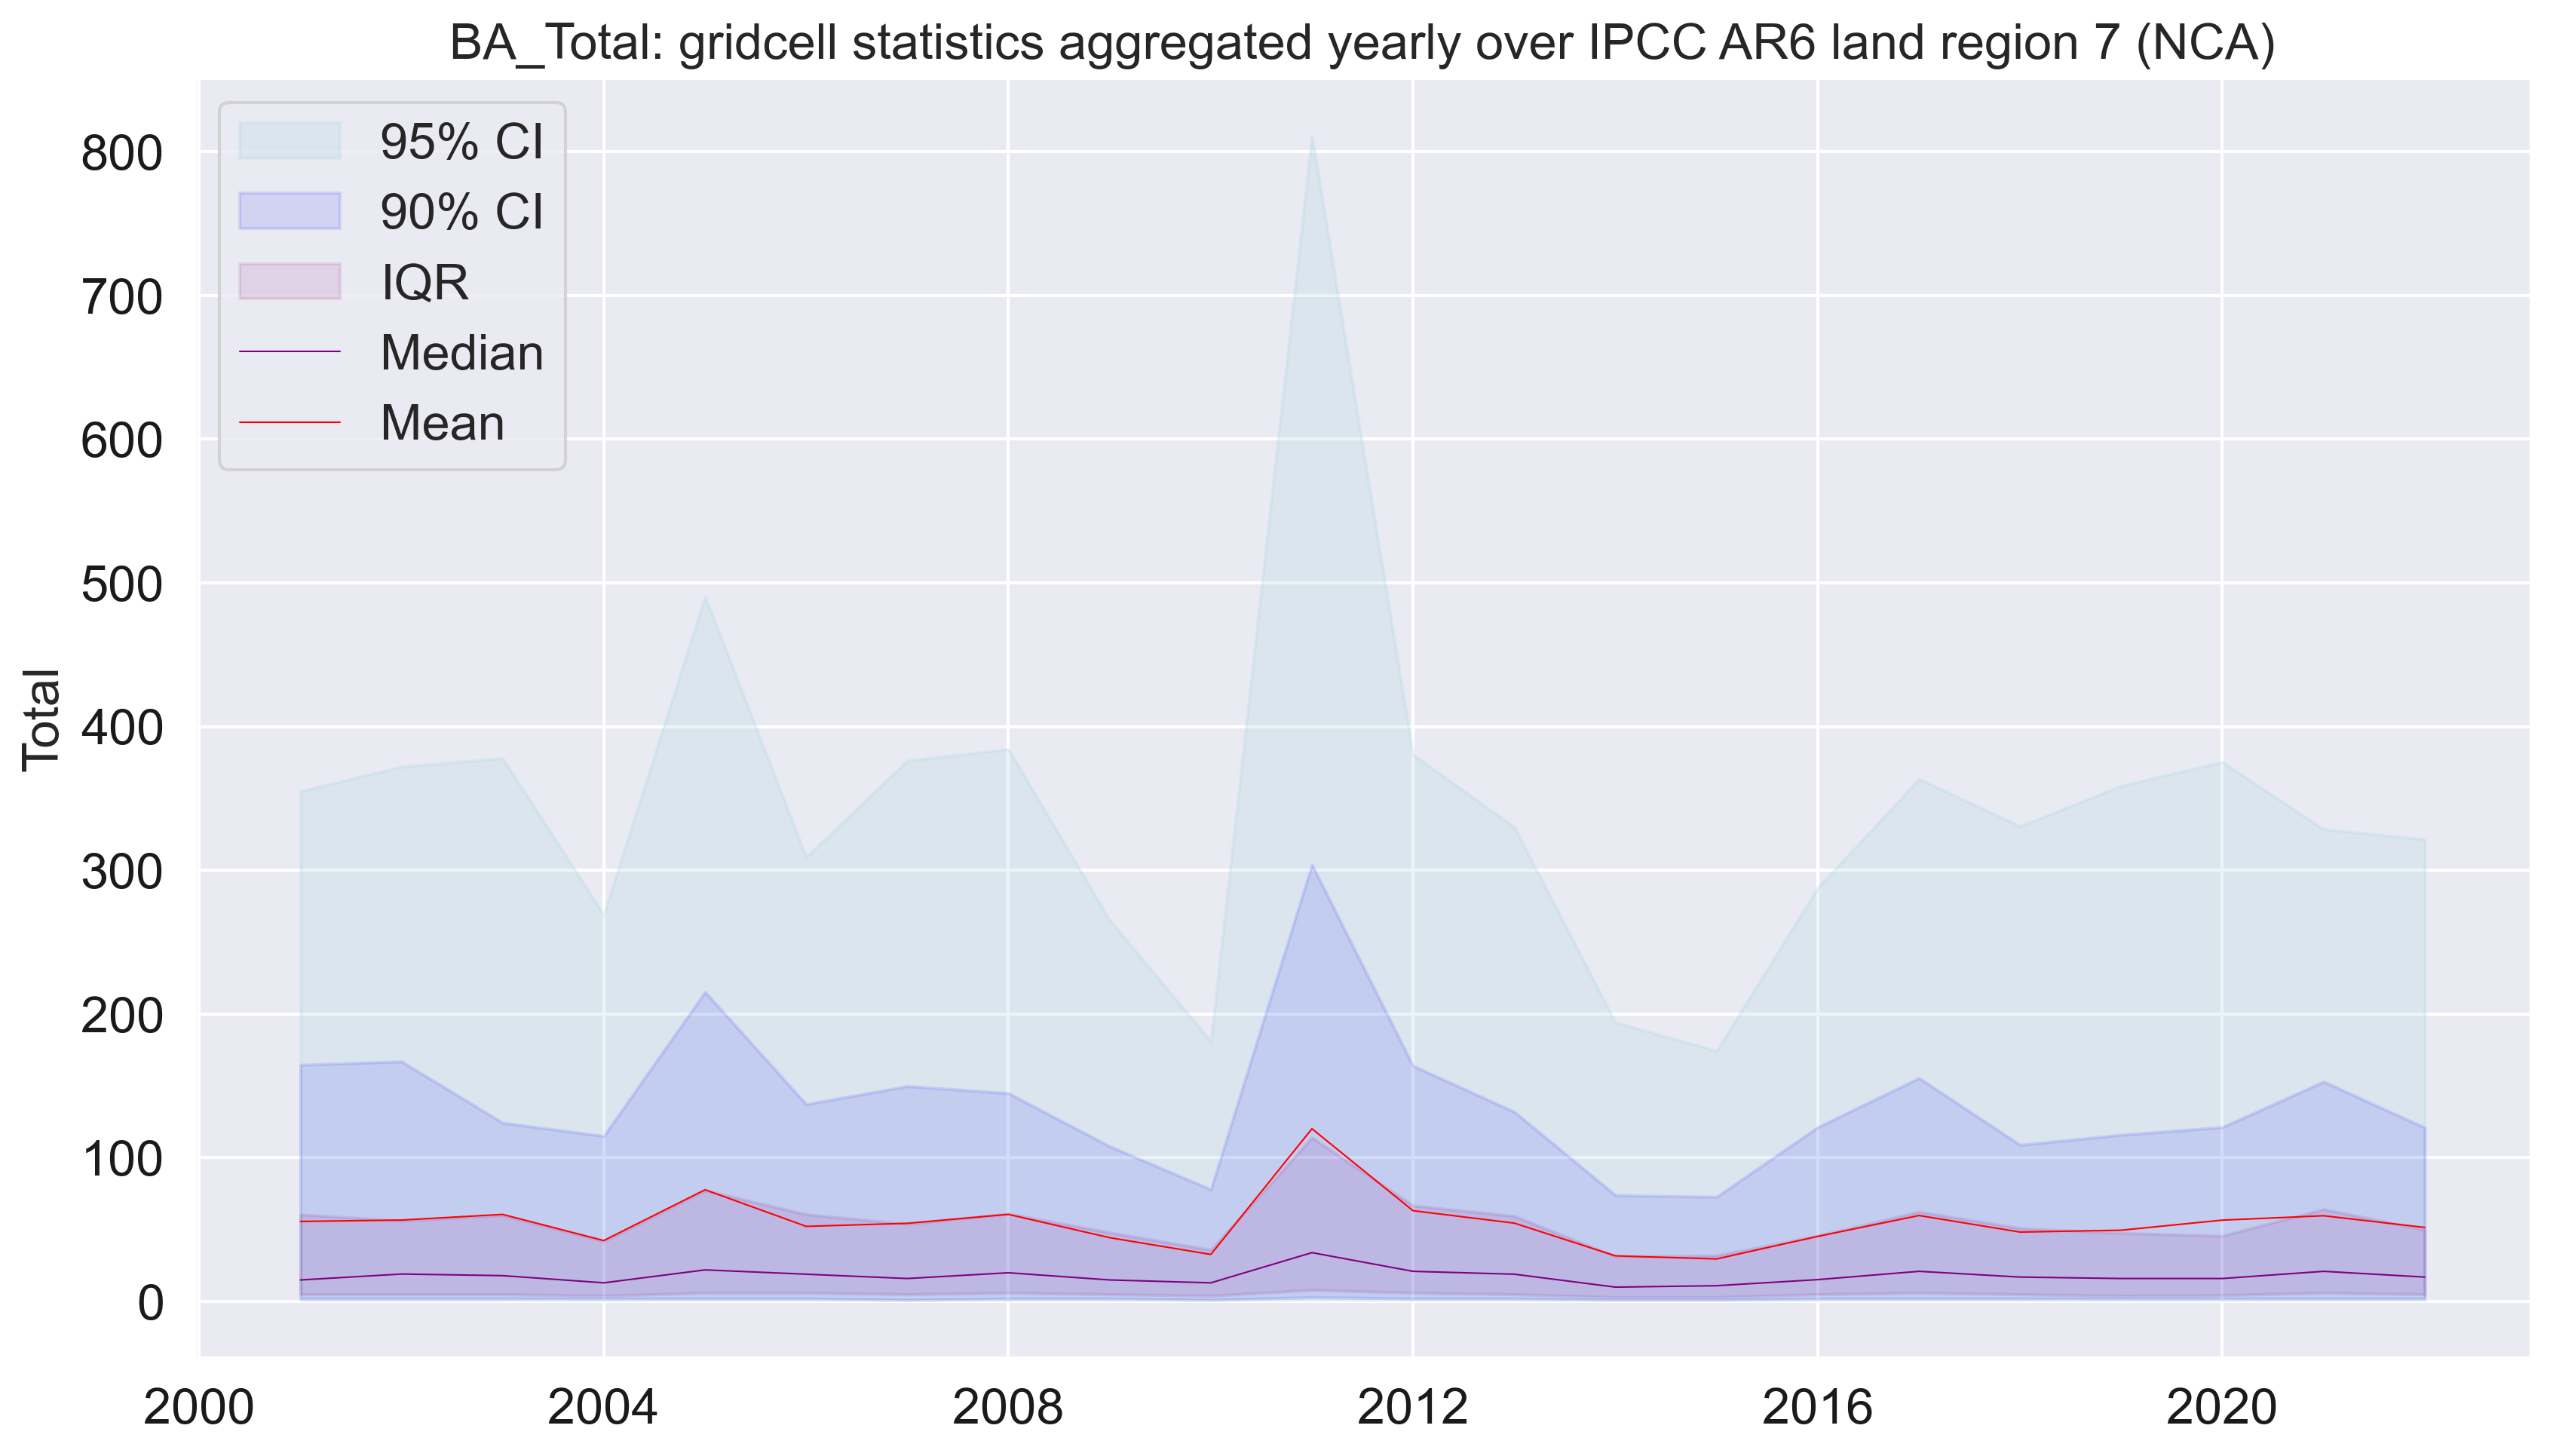 BA_Total: gridcell statistics aggregated yearly over IPCC AR6 land region 7 (NCA)
95% CI
90% CI
IQR
Median
Mean
Total
800
700
600
500
400
300
200
100
0
2000 2004 2008 2012 2016 2020